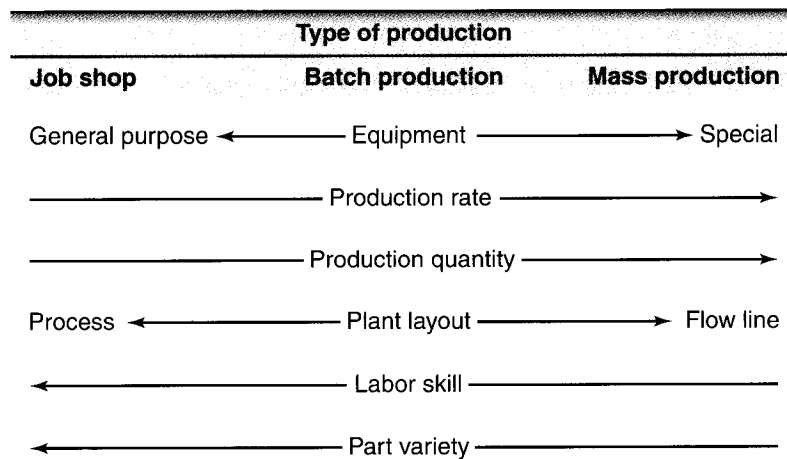 Type of production
Job shop Batch production Mass production
General purpose Equipment Special
Production rate
Production quantity
Process Plant layout Flow line
Labor skill
Part variety